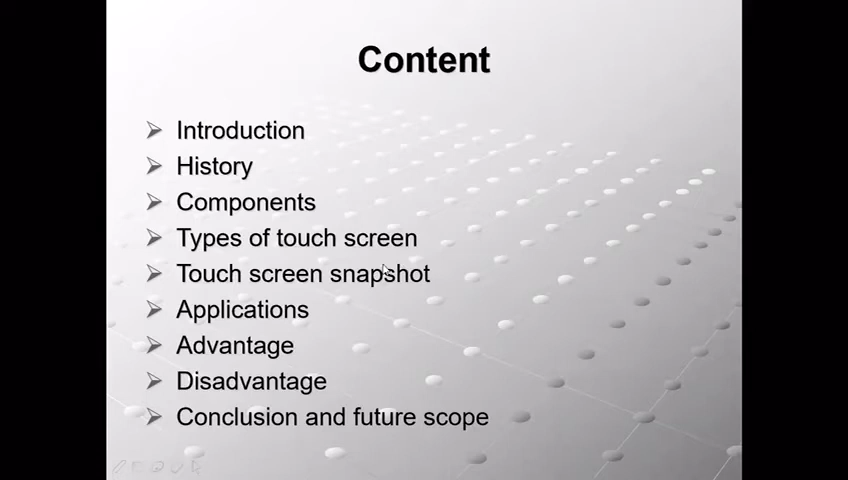 Content
Introduction
History
Components
Types of touch screen
Touch screen snapshot
Applications
Advantage
Disadvantage
Conclusion and future scope